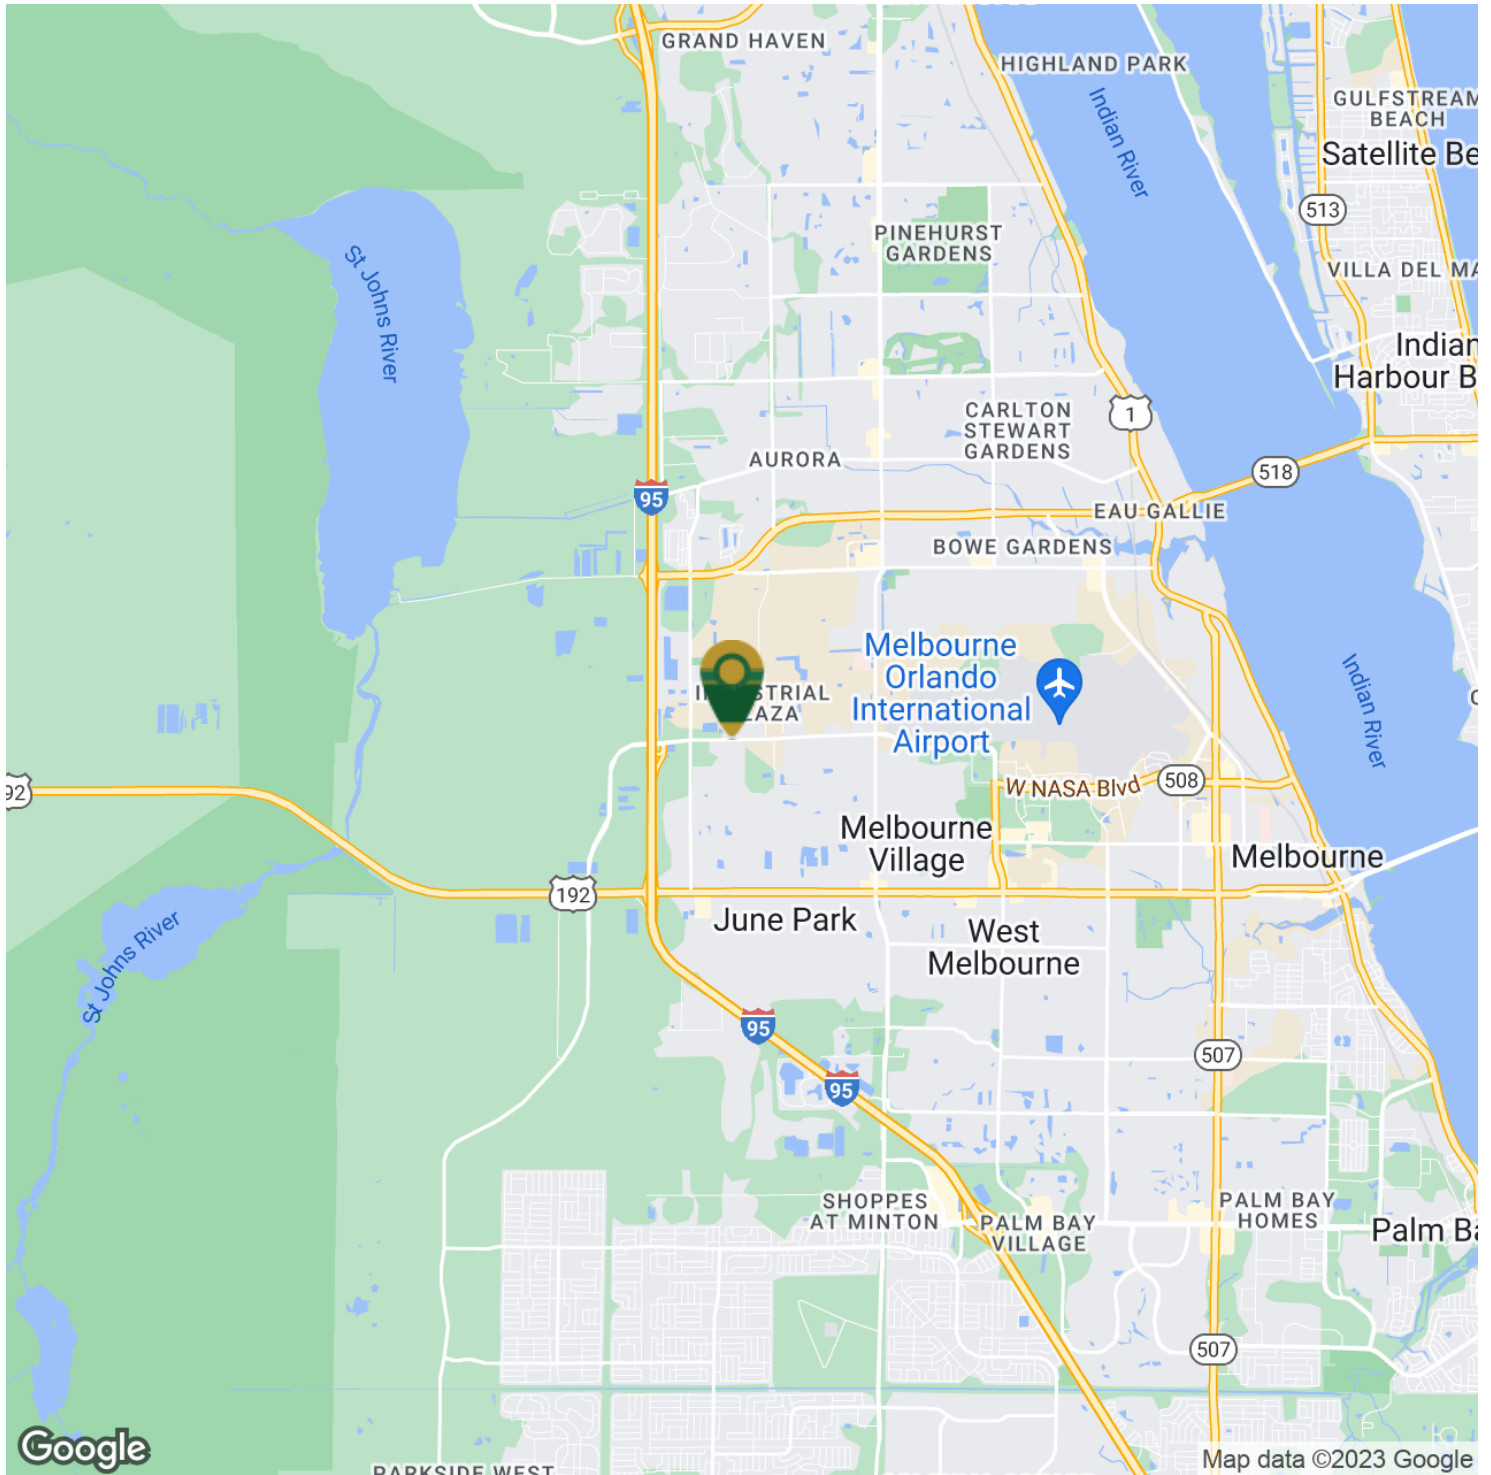 GRAND HAVEN
HIGHLAND PARK
Indian River
GULFSTREAM
BEACH
Satellite Be
513
St Johns River
PINEHURST
GARDENS
VILLA DEL MA
Indian
Harbour B
CARLTON
STEWART
GARDENS
1
AURORA
518
95
EAU GALLIE
BOWE GARDENS
Melbourne
Orlando
International
Airport
Indian River
W NASA Blvd
508
92
Melbourne
Village
Melbourne
192
June Park
West
Melbourne
St Johns River
95
507
95
SHOPPES
AT MINTON
PALM BAY
VILLAGE
PALM BAY
HOMES
Palm Ba
507
Google
PARKSIDE WEST
Map data ©2023 Google